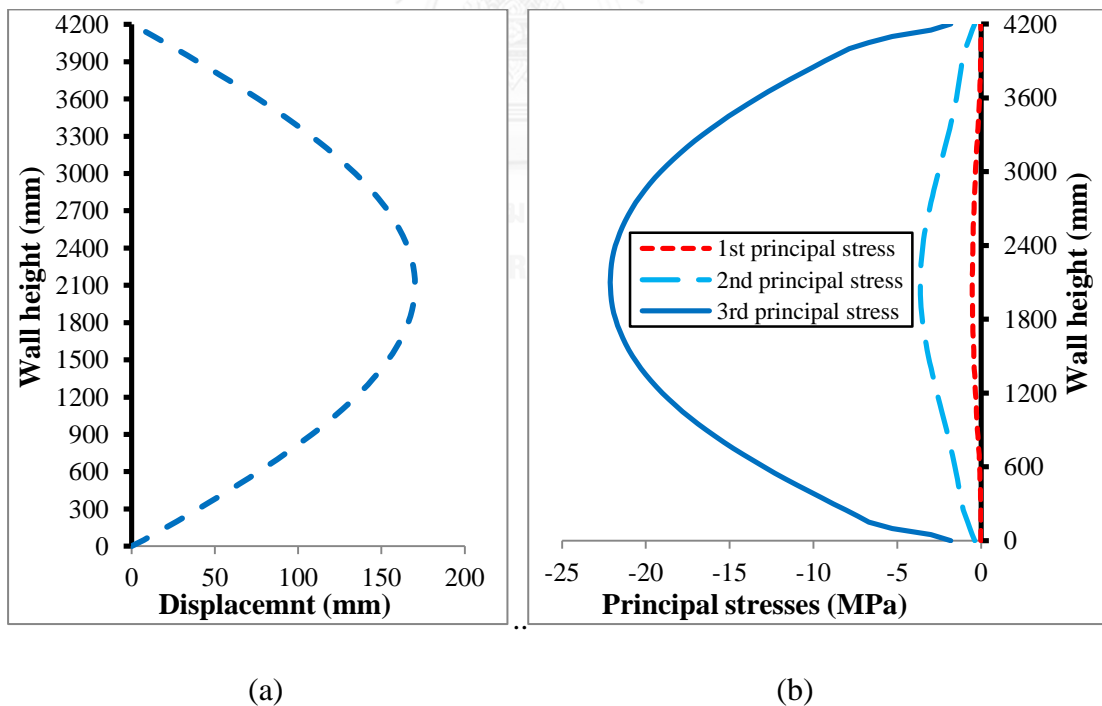 4200
3900
3600
3300
3000
2700
2400
2100
1800
1500
1200
900
600
300
0
Wall height (mm)
0 50 100 150 200
Displacemnt (mm)
4200
3600
3000
2400
1800
1200
600
0
Wall height (mm)
1st principal stress
2nd principal stress
3rd principal stress
-25 -20 -15 -10 -5 0
Principal stresses (MPa)
..
(a) (b)